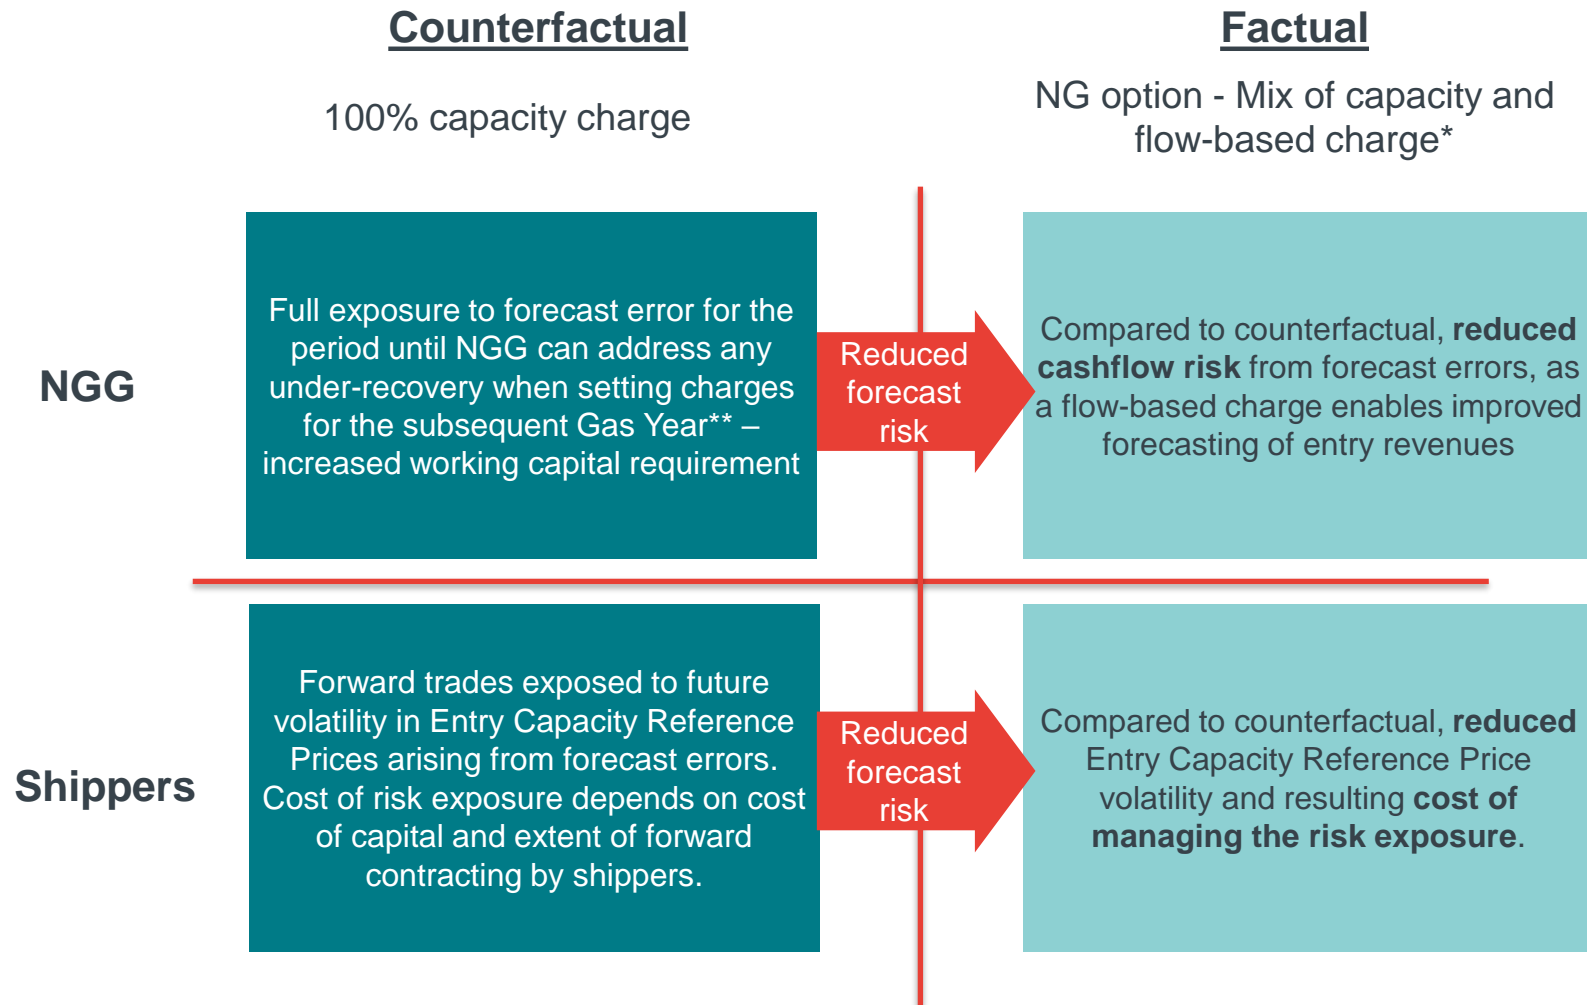 Counterfactual
Factual
100% capacity charge
NG option - Mix of capacity and
flow-based charge*
NGG
Full exposure to forecast error for the
period until NGG can address any
under-recovery when setting charges
for the subsequent Gas Year** –
increased working capital requirement
Reduced
forecast
risk
Compared to counterfactual, reduced
cashflow risk from forecast errors, as
a flow-based charge enables improved
forecasting of entry revenues
Shippers
Forward trades exposed to future
volatility in Entry Capacity Reference
Prices arising from forecast errors.
Cost of risk exposure depends on cost
of capital and extent of forward
contracting by shippers.
Reduced
forecast
risk
Compared to counterfactual, reduced
Entry Capacity Reference Price
volatility and resulting cost of
managing the risk exposure.